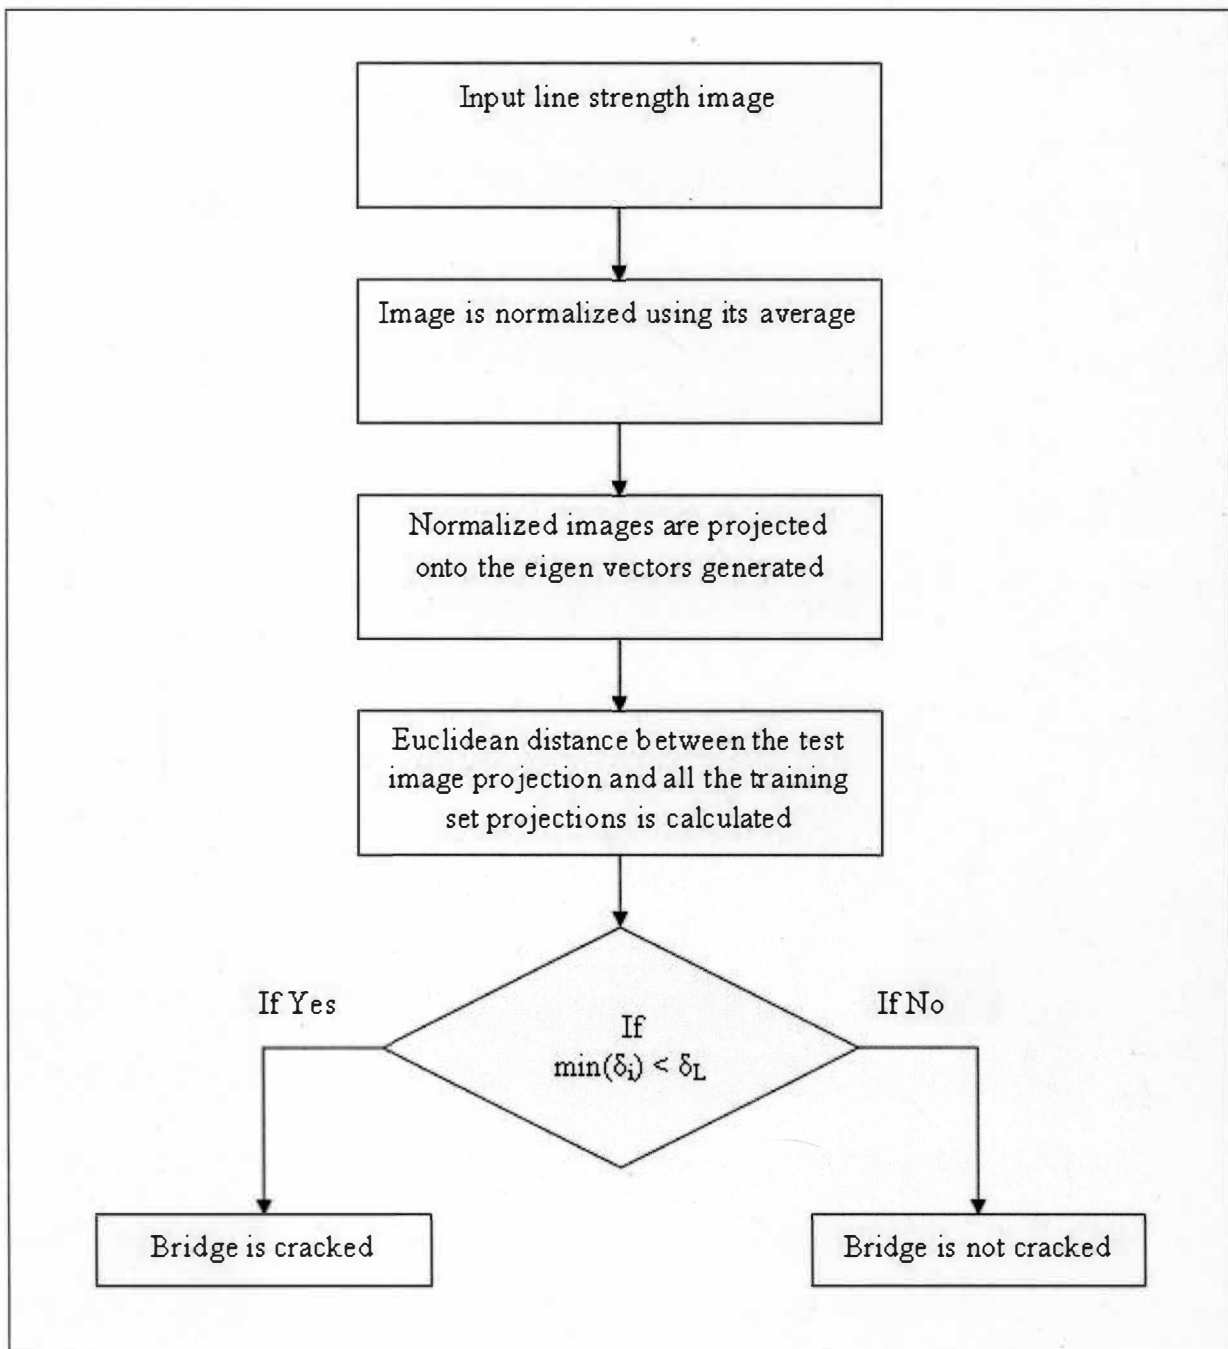 Input line strength image
Image is normalized using its average
Normalized images are projected
onto the eigen vectors generated
Euclidean distance between the test
image projection and all the training
set projections is calculated
If Yes
If No
If
min(δi) < δL
Bridge is cracked
Bridge is not cracked